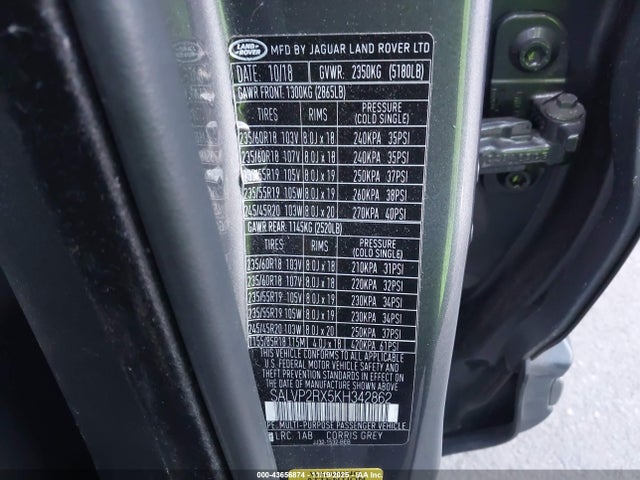 LAND ROVER MFD BY JAGUAR LAND ROVER LTD
DATE: 10/18 GVWR: 2350KG (5180LB)
GAWR FRONT: 1300KG (2865LB)
TIRES RIMS PRESSURE (COLD SINGLE)
235/60R18 103V 8.0J x 18 240KPA 35PSI
235/60R18 107V 8.0J x 18 240KPA 35PSI
/55R19 105V 8.0J x 19 250KPA 37PSI
235/55R19 105W 8.0J x 19 260KPA 38PSI
245/45R20 103W 8.0J x 20 270KPA 40PSI
GAWR REAR: 1145KG (2520LB)
TIRES RIMS PRESSURE (COLD SINGLE)
235/60R18 103V 8.0J x 18 210KPA 31PSI
235/60R18 107V 8.0J x 18 220KPA 32PSI
235/55R19 105V 8.0J x 19 230KPA 34PSI
235/55R19 105W 8.0J x 19 230KPA 34PSI
245/45R20 103W 8.0J x 20 250KPA 37PSI
T155/85R18 115M 4.0J x 18 420KPA 61PSI
THIS VEHICLE CONFORMS TO ALL APPLICABLE
U.S. FEDERAL MOTOR VEHICLE SAFETY
AND THEFT PREVENTION STANDARDS IN EFFECT
ON THE DATE OF MANUFACTURE SHOWN ABOVE
SALVP2RX5KH342862
TYPE: MULTI-PURPOSE PASSENGER VEHICLE
LRC. 1AB CORRIS GREY
© IAA 000-43656874 - 11/19/2025 - IAAI.com